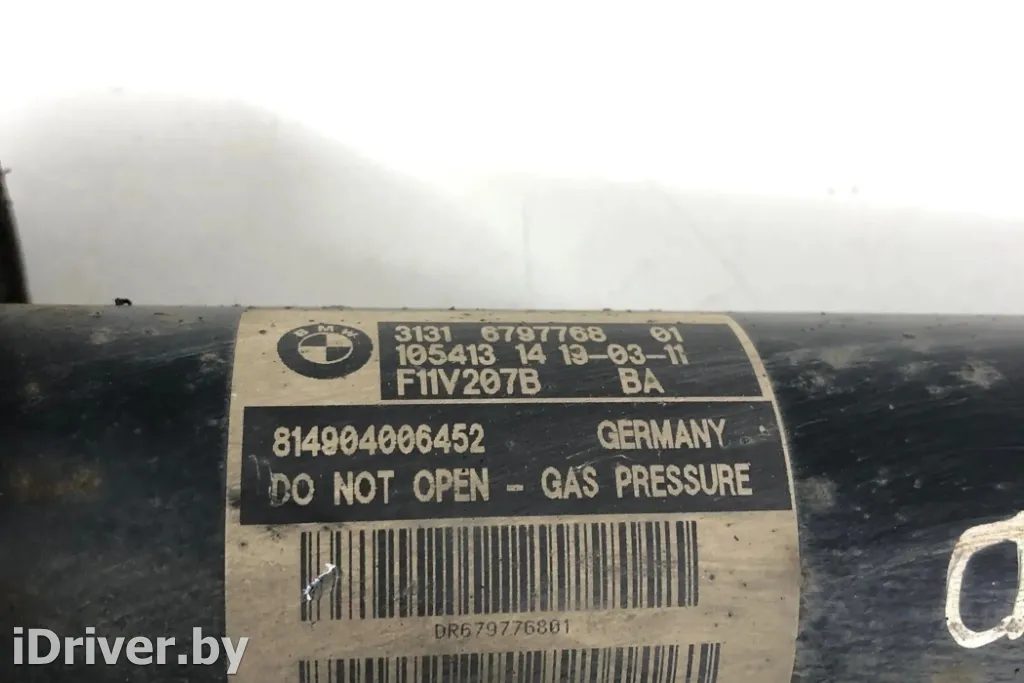 BMW
3131 6797768 01
105413 14 19-03-11
F11V207B BA
814904006452 GERMANY
DO NOT OPEN - GAS PRESSURE
DR679776801
iDriver.by